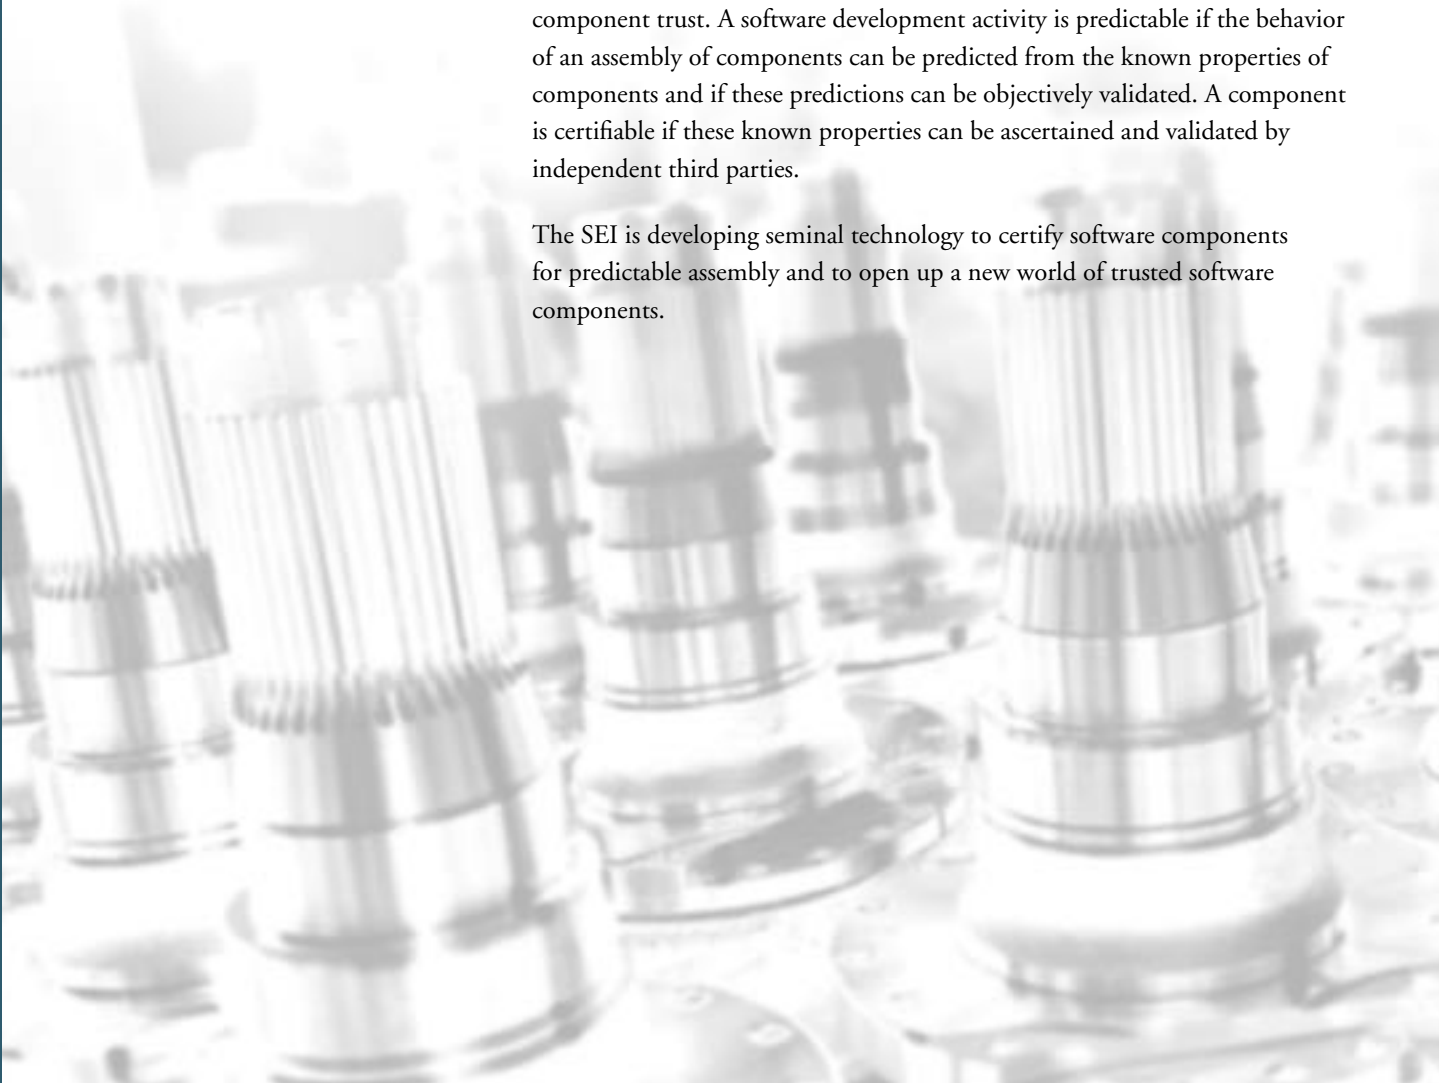 component trust. A software development activity is predictable if the behavior
of an assembly of components can be predicted from the known properties of
components and if these predictions can be objectively validated. A component
is certifiable if these known properties can be ascertained and validated by
independent third parties.
The SEI is developing seminal technology to certify software components
for predictable assembly and to open up a new world of trusted software
components.